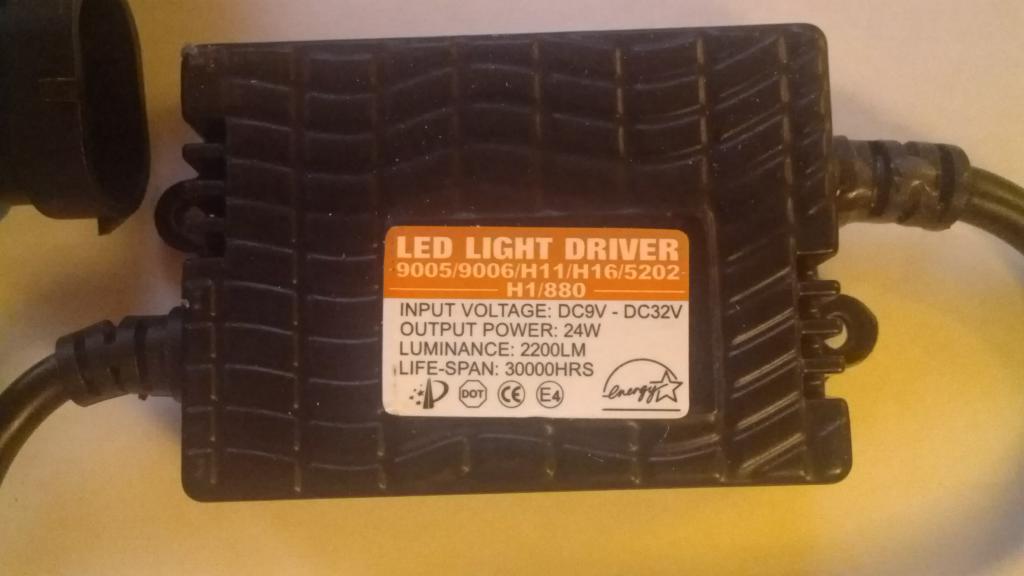 LED LIGHT DRIVER
9005/9006/H11/H16/5202
H1/880
INPUT VOLTAGE: DC9V - DC32V
OUTPUT POWER: 24W
LUMINANCE: 2200LM
LIFE-SPAN: 30000HRS
DOT CE E4 energy